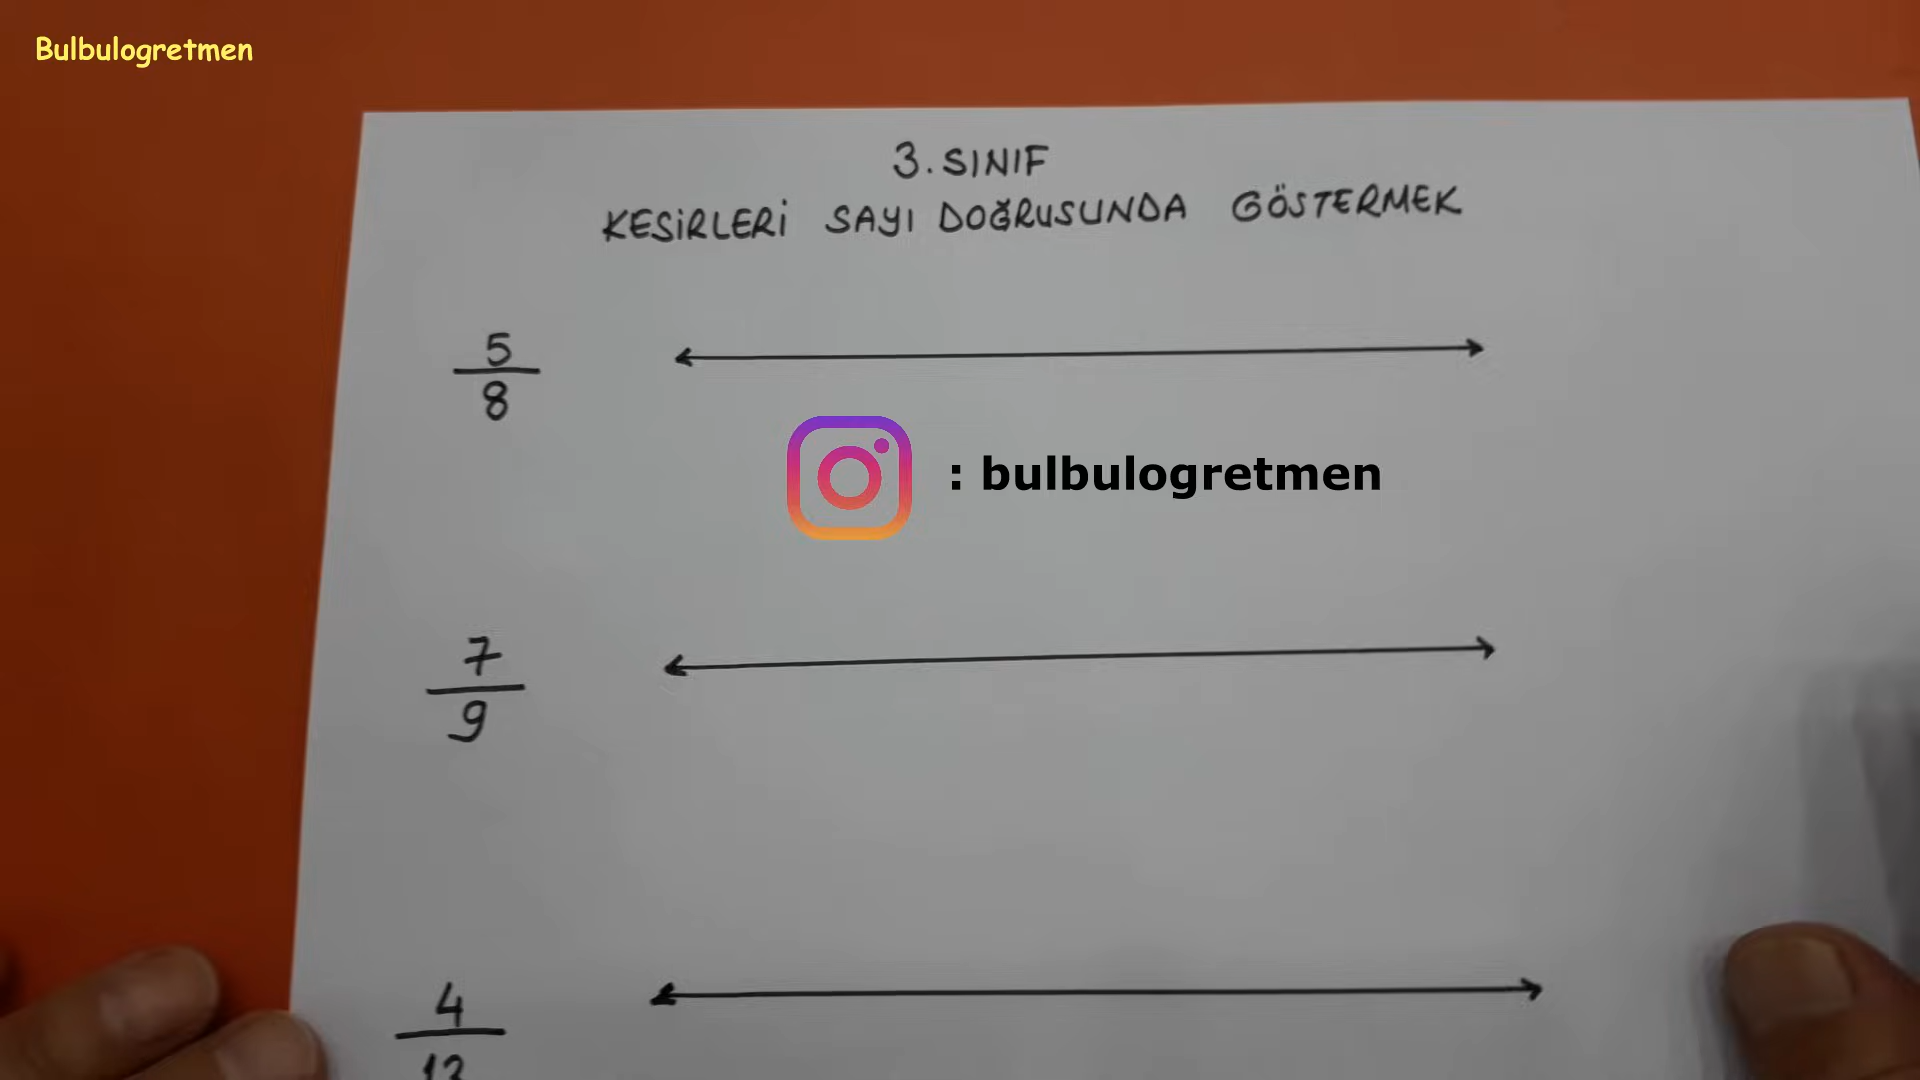 Bulbulogretmen
3. SINIF
KESİRLERİ SAYI DOĞRUSUNDA GÖSTERMEK
5
8
: bulbulogretmen
7
9
4